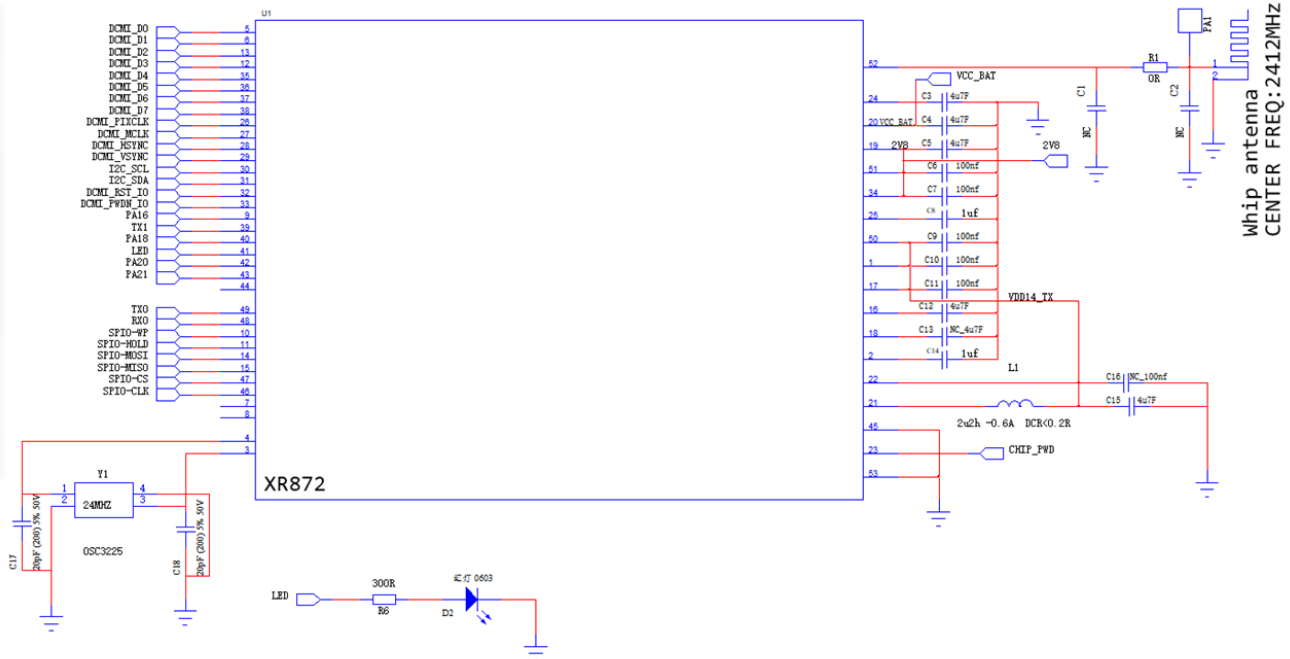 U1
DCMI_D0 5
DCMI_D1 6
DCMI_D2 13
DCMI_D3 12
DCMI_D4 35
DCMI_D5 36
DCMI_D6 37
DCMI_D7 38
DCMI_PIXCLK 26
DCMI_MCLK 27
DCMI_HSYNC 28
DCMI_VSYNC 29
I2C_SCL 30
I2C_SDA 31
DCMI_RST_IO 32
DCMI_PWDN_IO 33
PA16 9
TX1 39
PA18 40
LED 41
PA20 42
PA21 43
44
TX0 49
RX0 48
SPI0-WP 10
SPI0-HOLD 11
SPI0-MOSI 14
SPI0-MISO 15
SPI0-CS 47
SPI0-CLK 46
7
8
4
3
XR872
52
VCC_BAT
24 C3 4u7F
20 VCC_BAT C4 4u7F
19 2V8 C5 4u7F
2V8
51 C6 100nf
34 C7 100nf
25 C8 1uf
50 C9 100nf
1 C10 100nf
17 C11 100nf
VDD14_TX
16 C12 4u7F
18 C13 NC_4u7F
2 C14 1uf
L1
22 C16 NC_100nf
21 C15 4u7F
2u2h -0.6A DCR<0.2R
45
23 CHIP_PWD
53
R1
0R
C1
NC
C2
NC
PA1
1
2
Whip antenna
CENTER FREQ:2412MHz
Y1
1 4
2 3
24MHZ
OSC3225
C17
20pF (200) 5% 50V
C18
20pF (200) 5% 50V
LED
300R
R6
红灯 0603
D2